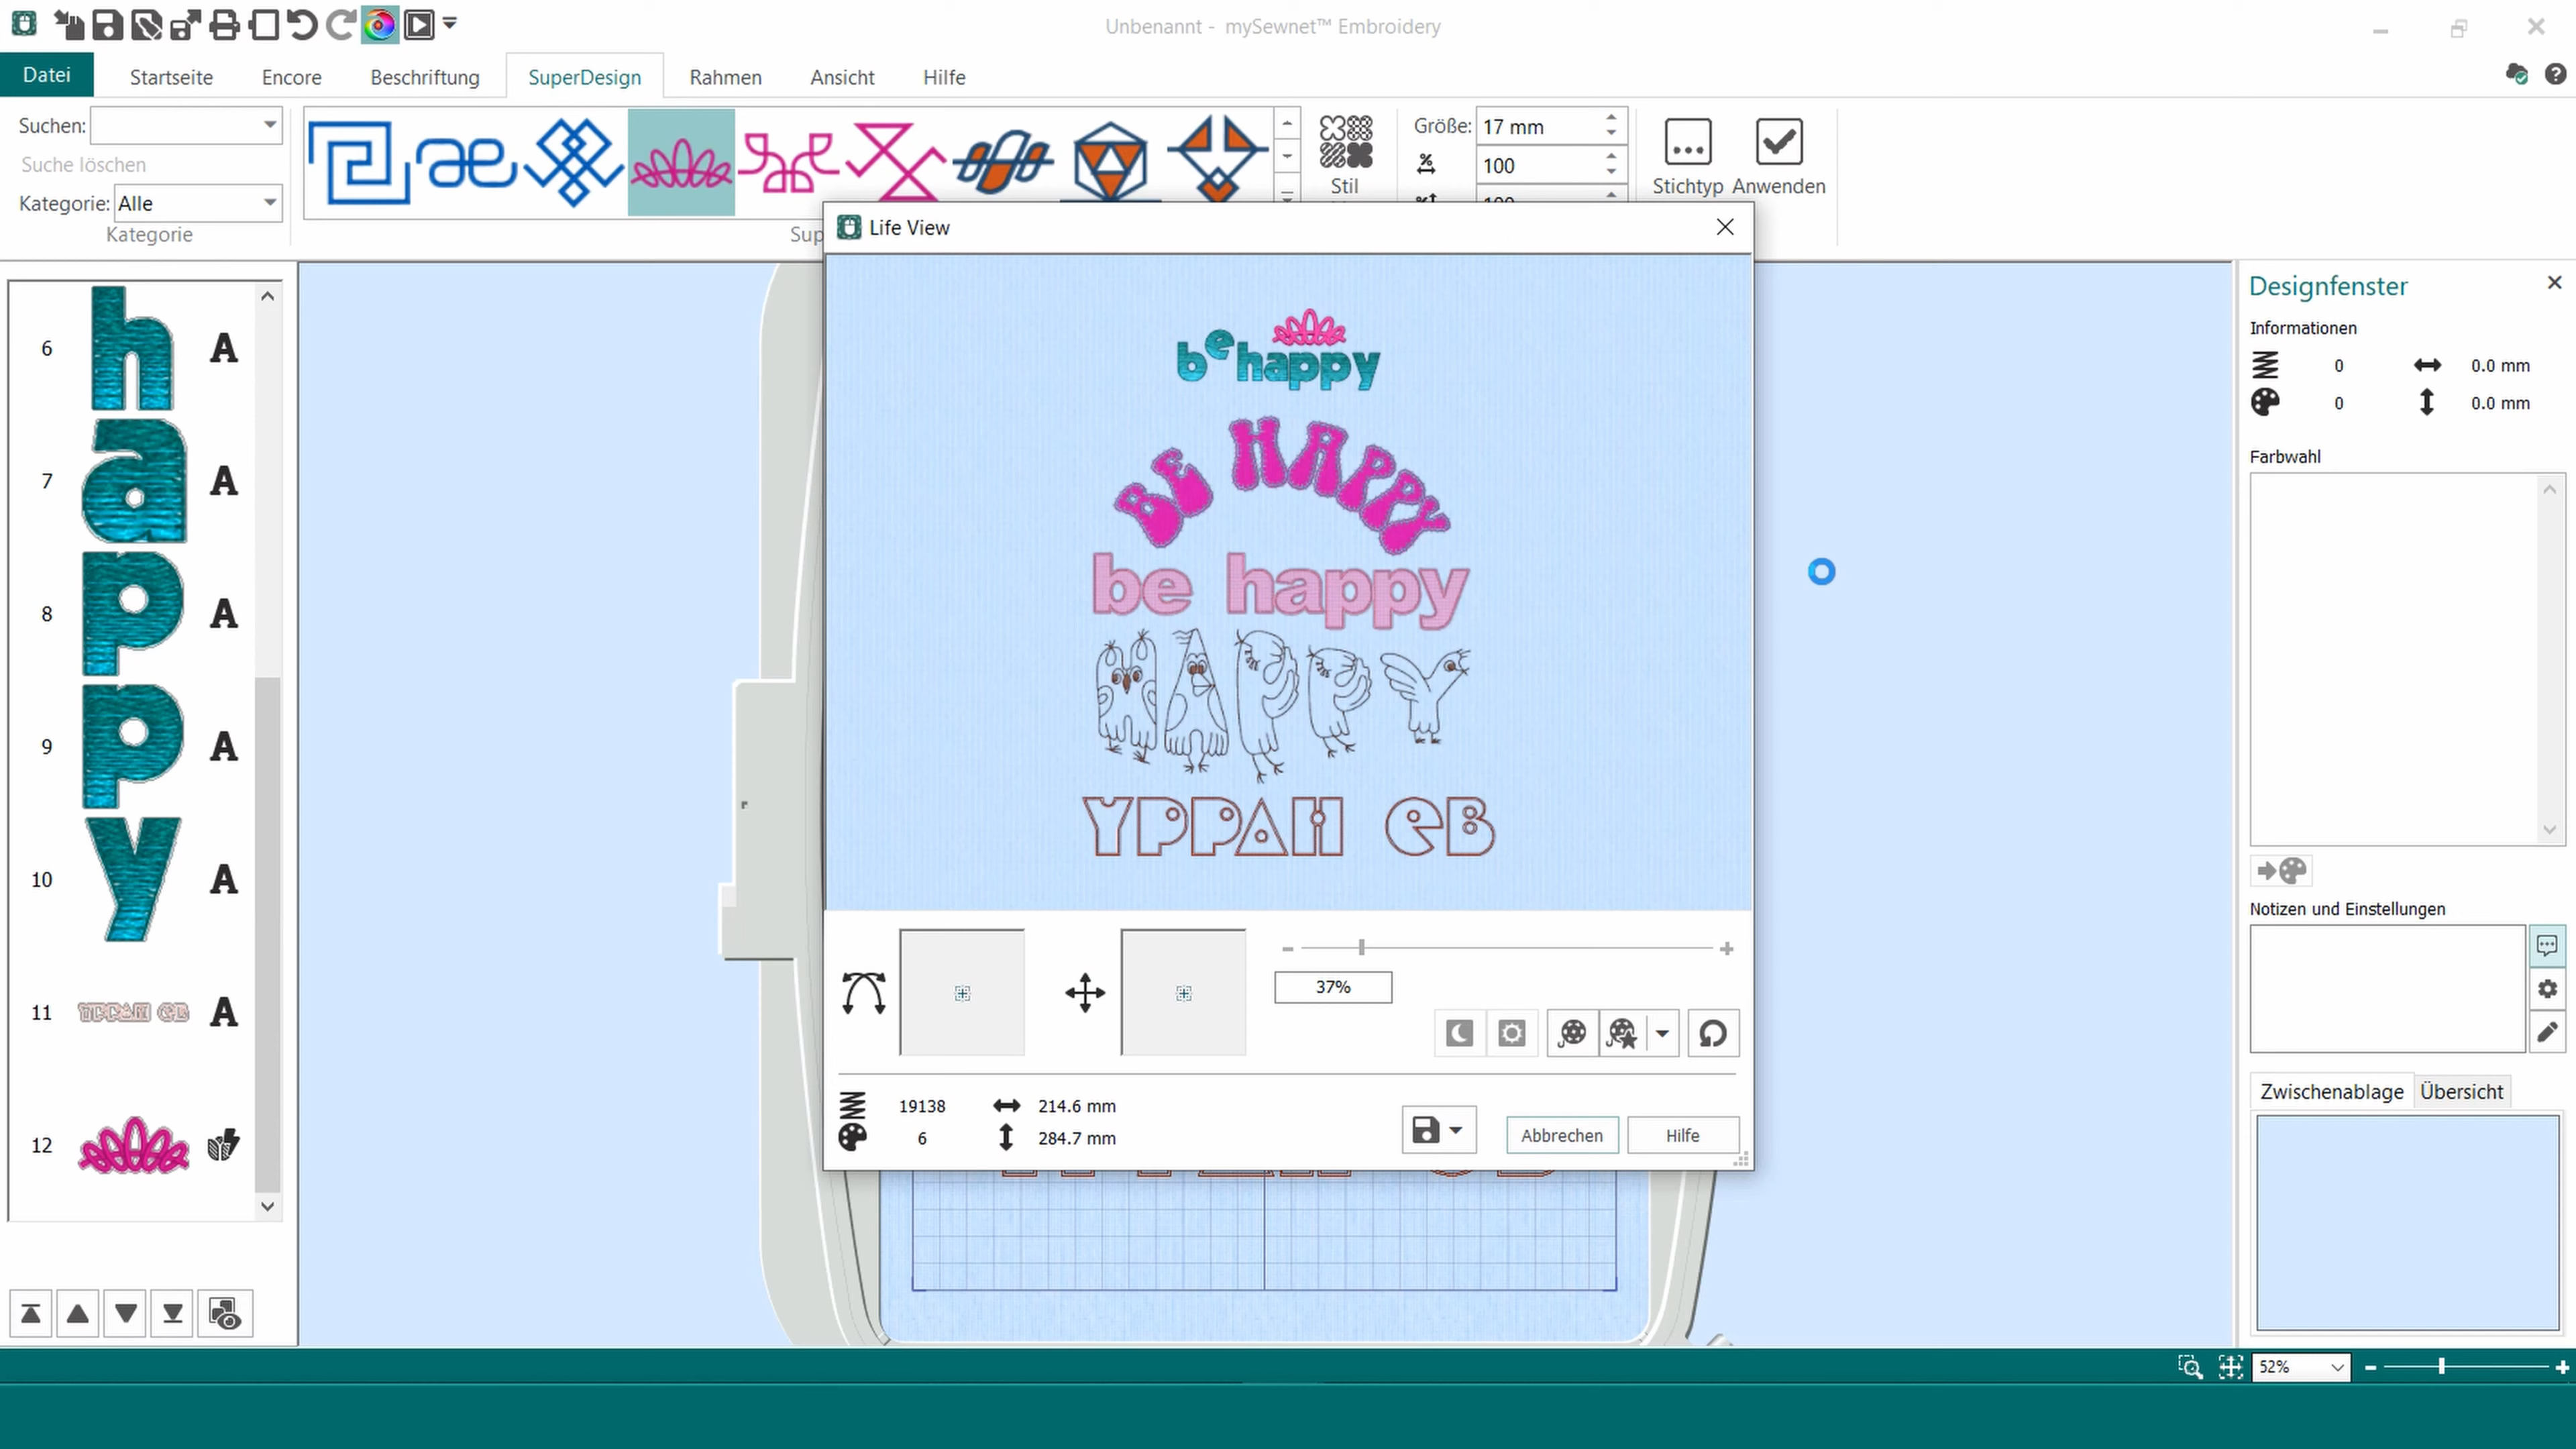 Unbenannt - mySewnet™ Embroidery
Datei Startseite Encore Beschriftung SuperDesign Rahmen Ansicht Hilfe
Suchen:
Suche löschen
Kategorie: Alle
Kategorie
Stil
Größe: 17 mm
100
Stichtyp Anwenden
Life View
6 h A
7 a A
8 p A
9 p A
10 y A
11 YPPAH EB A
12
be happy
BE HAPPY
be happy
HAPPY
YPPAH EB
37%
19138 214.6 mm
6 284.7 mm
Abbrechen Hilfe
Designfenster
Informationen
0 0.0 mm
0 0.0 mm
Farbwahl
Notizen und Einstellungen
Zwischenablage Übersicht
52%